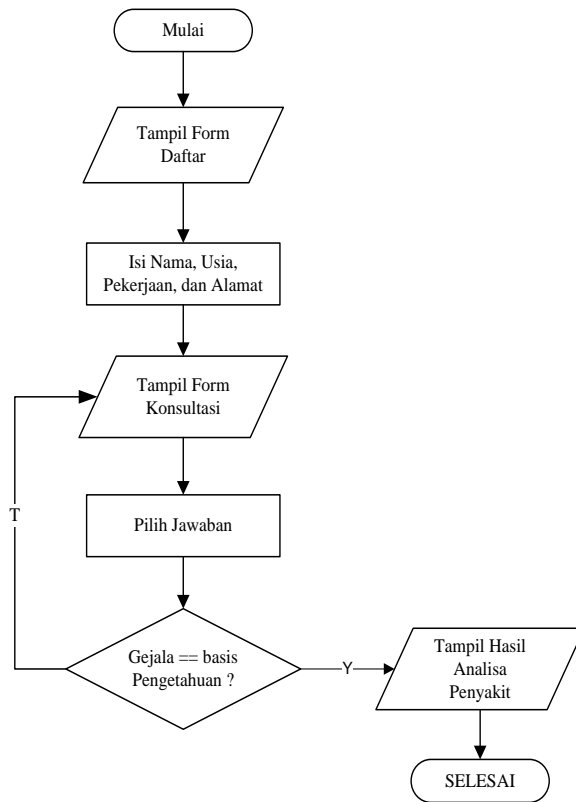 Mulai
Tampil Form
Daftar
Isi Nama, Usia,
Pekerjaan, dan Alamat
Tampil Form
Konsultasi
T
Pilih Jawaban
Gejala == basis
Pengetahuan ?
Y
Tampil Hasil
Analisa
Penyakit
SELESAI